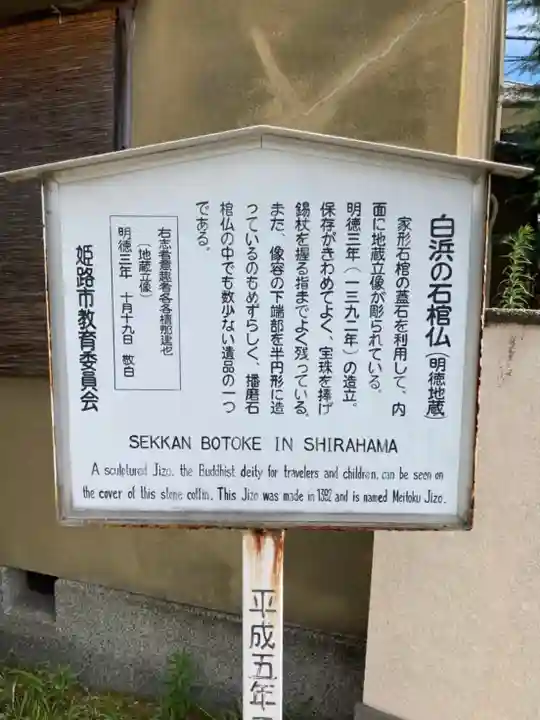 白浜の石棺仏（明徳地蔵）
家形石棺の蓋石を利用して、内
面に地蔵立像が彫られている。
明徳三年（一三九二年）の造立。
保存がきわめてよく、宝珠を捧げ
錫杖を握る指までよく残っている。
また、像容の下端部を半円形に造
っているのもめずらしく、播磨石
棺仏の中でも数少ない遺品の一つ
である。
右志者意趣者各各積那建也
（地蔵立像）
明徳三年 十月十九日 敬白
姫路市教育委員会
SEKKAN BOTOKE IN SHIRAHAMA
A sculptured Jizo, the Buddhist deity for travelers and children, can be seen on
the cover of this stone coffin. This Jizo was made in 1392 and is named Meitoku Jizo.
平成五年